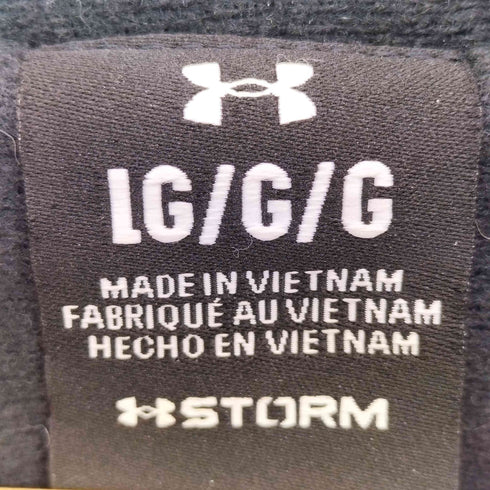 LG/G/G
MADE IN VIETNAM
FABRIQUÉ AU VIETNAM
HECHO EN VIETNAM
STORM